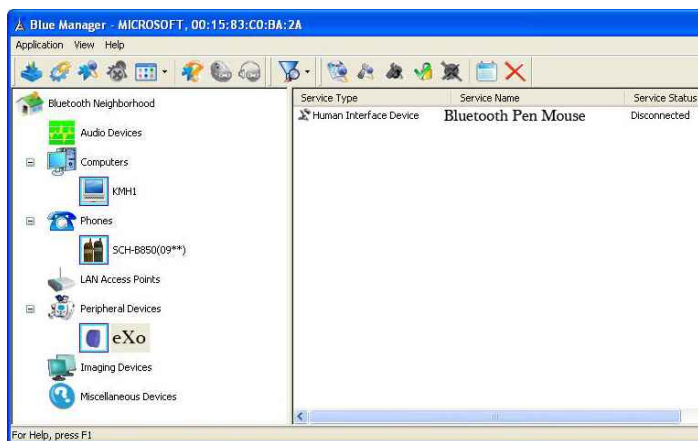 Blue Manager - MICROSOFT, 00:15:83:C0:BA:2A
Application View Help
Bluetooth Neighborhood
Audio Devices
Computers
KMH1
Phones
SCH-B850(09**)
LAN Access Points
Peripheral Devices
eXo
Imaging Devices
Miscellaneous Devices
Service Type Service Name Service Status
Human Interface Device Bluetooth Pen Mouse Disconnected
For Help, press F1